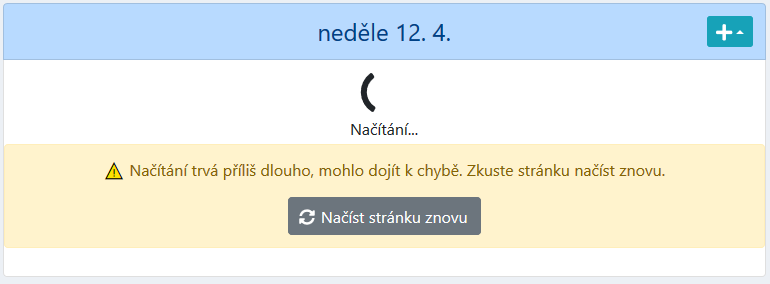 neděle 12. 4.
Načítání...
Načítání trvá příliš dlouho, mohlo dojít k chybě. Zkuste stránku načíst znovu.
Načíst stránku znovu